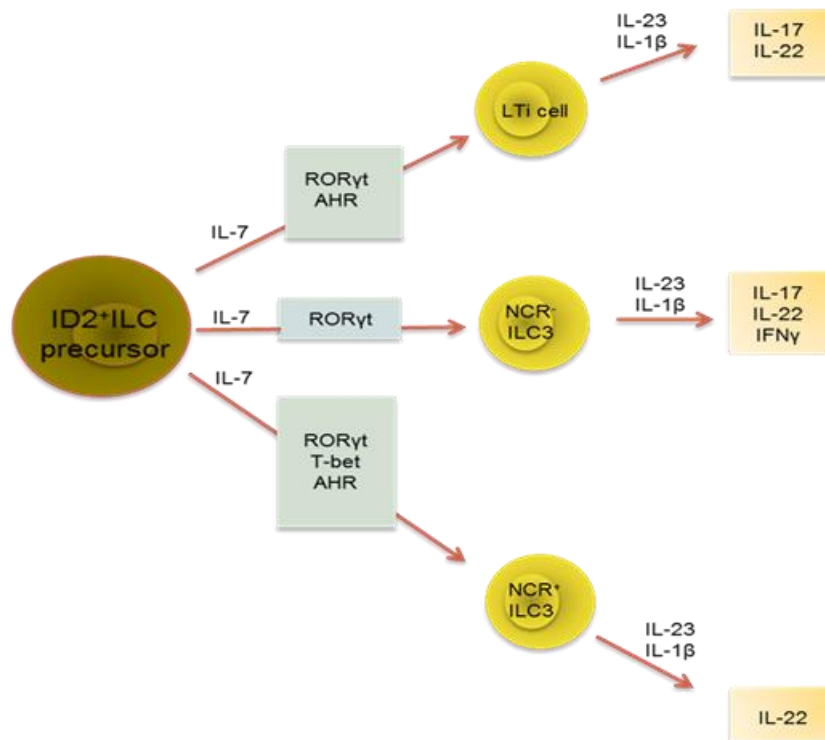 IL-23
IL-1β
IL-17
IL-22
LTi cell
RORγt
AHR
IL-7
ID2⁺ILC
precursor
IL-7
RORγt
NCR⁻
ILC3
IL-23
IL-1β
IL-17
IL-22
IFNγ
IL-7
RORγt
T-bet
AHR
NCR⁺
ILC3
IL-23
IL-1β
IL-22